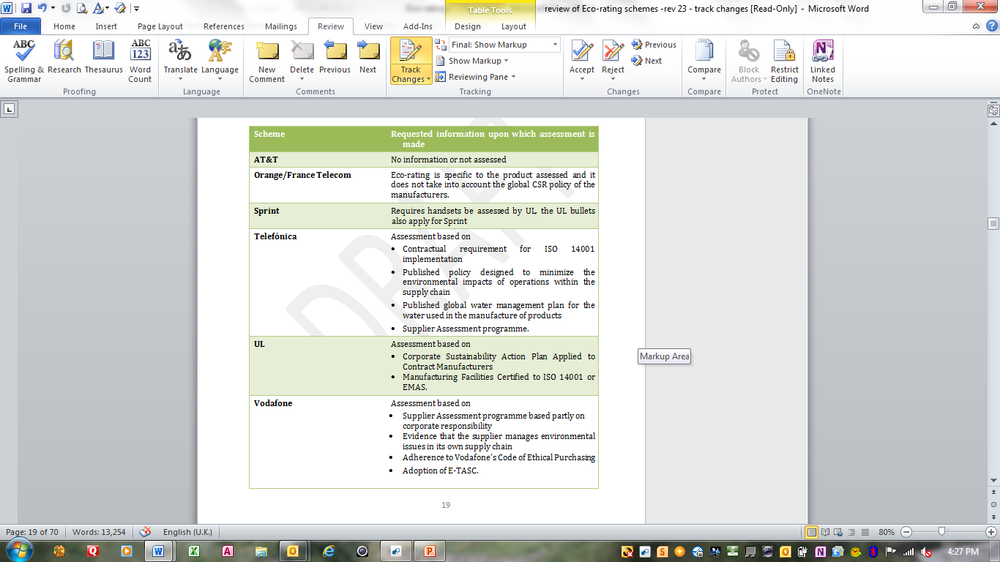 Table Tools
review of Eco-rating schemes -rev 23 - track changes [Read-Only] - Microsoft Word
File Home Insert Page Layout References Mailings Review View Add-Ins Design Layout
ABC
Spelling & Grammar
Research
Thesaurus
ABC
123
Word Count
Proofing
Translate
Language
Language
New Comment
Delete
Previous
Next
Comments
Track Changes
Final: Show Markup
Show Markup
Reviewing Pane
Tracking
Accept
Reject
Previous
Next
Changes
Compare
Compare
Block Authors
Restrict Editing
Protect
Linked Notes
OneNote
DRAFT
Scheme
Requested information upon which assessment is
made
AT&T
No information or not assessed
Orange/France Telecom
Eco-rating is specific to the product assessed and it
does not take into account the global CSR policy of the
manufacturers.
Sprint
Requires handsets be assessed by UL, the UL bullets
also apply for Sprint
Telefónica
Assessment based on
• Contractual requirement for ISO 14001
implementation
• Published policy designed to minimize the
environmental impacts of operations within the
supply chain
• Published global water management plan for the
water used in the manufacture of products
• Supplier Assessment programme.
UL
Assessment based on
• Corporate Sustainability Action Plan Applied to
Contract Manufacturers
• Manufacturing Facilities Certified to ISO 14001 or
EMAS.
Vodafone
Assessment based on
• Supplier Assessment programme based partly on
corporate responsibility
• Evidence that the supplier manages environmental
issues in its own supply chain
• Adherence to Vodafone's Code of Ethical Purchasing
• Adoption of E-TASC.
Markup Area
19
Page: 19 of 70 Words: 13,254 English (U.K.) 80%
4:27 PM